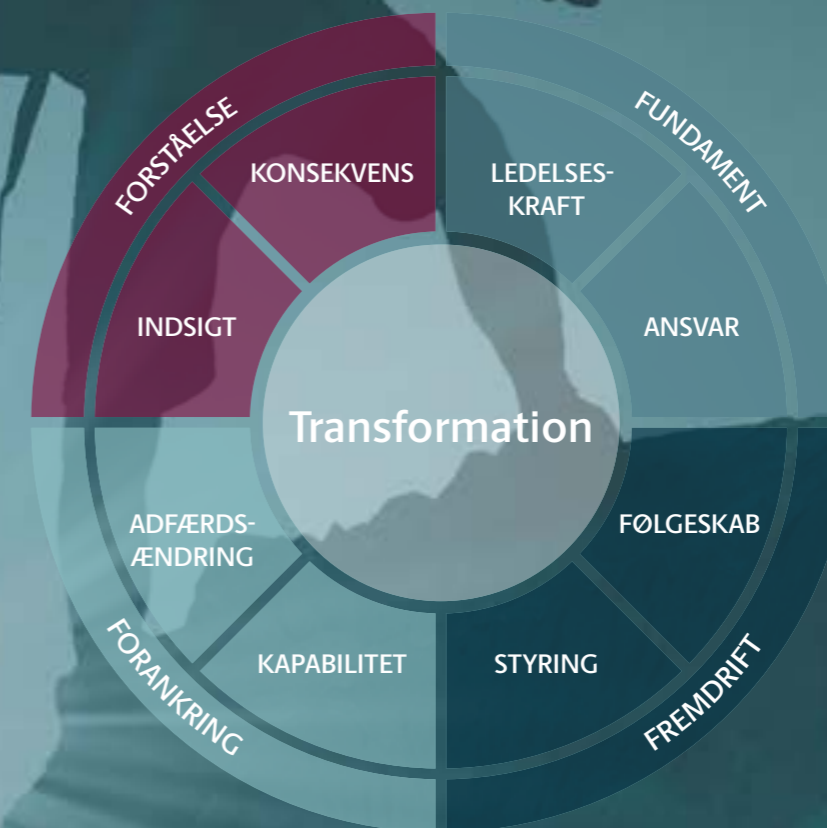 FORSTÅELSE
KONSEKVENS
INDSIGT
FUNDAMENT
LEDELSES-
KRAFT
ANSVAR
Transformation
FØLGESKAB
STYRING
FREMDRIFT
ADFÆRDS-
ÆNDRING
KAPABILITET
FORANKRING